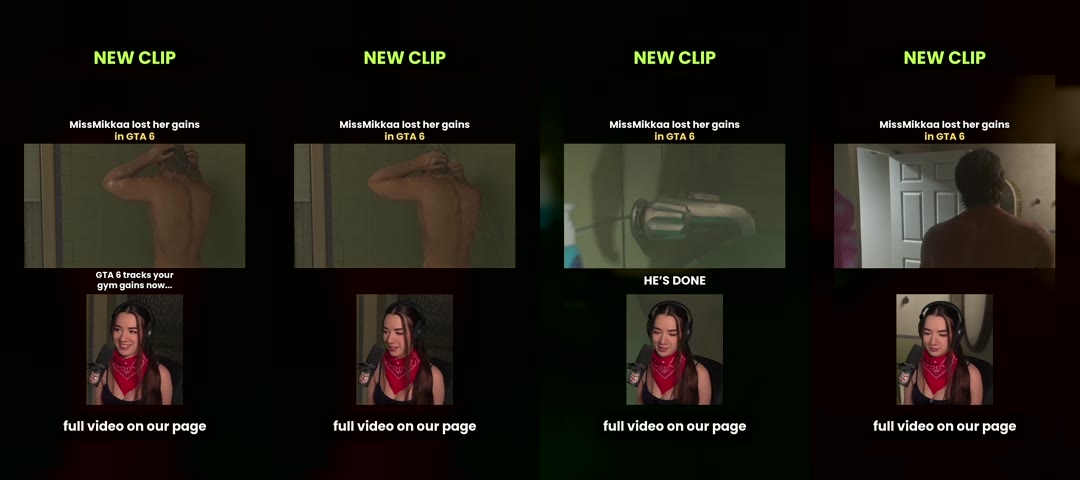 NEW CLIP
MissMikkaa lost her gains
in GTA 6
GTA 6 tracks your
gym gains now...
full video on our page
NEW CLIP
MissMikkaa lost her gains
in GTA 6
full video on our page
NEW CLIP
MissMikkaa lost her gains
in GTA 6
HE'S DONE
full video on our page
NEW CLIP
MissMikkaa lost her gains
in GTA 6
full video on our page